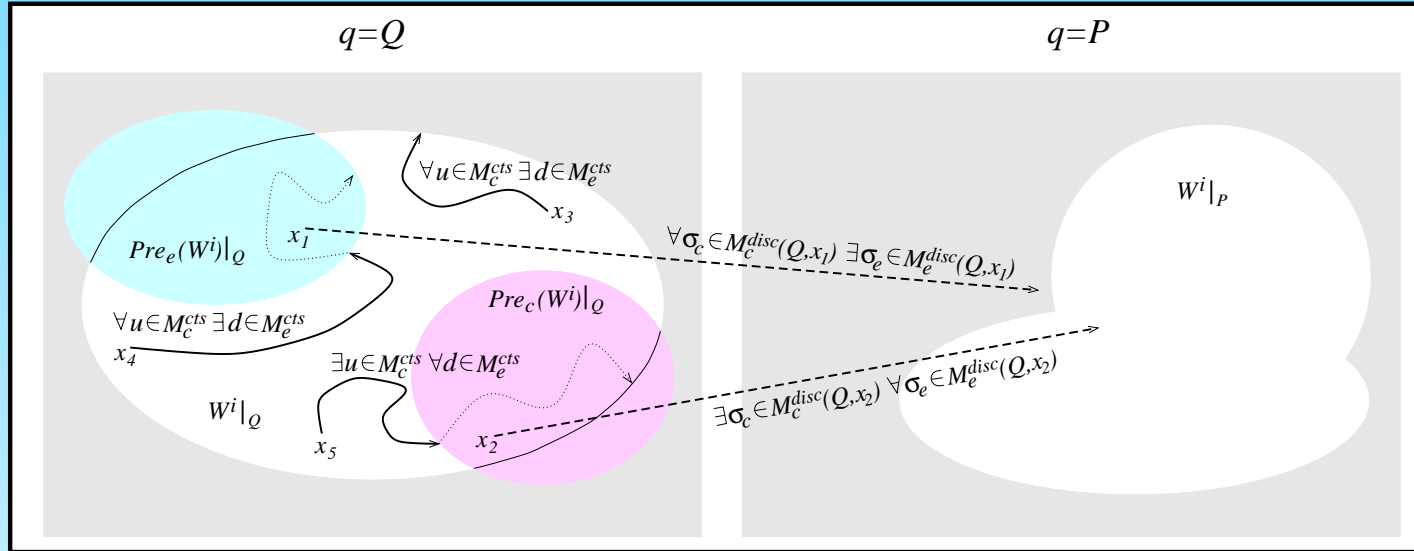 q=Q
q=P
∀u∈M_c^{cts} ∃d∈M_e^{cts}
x_3
W^i|_P
x_1
Pre_e(W^i)|_Q
∀σ_c∈M_c^{disc}(Q,x_1) ∃σ_e∈M_e^{disc}(Q,x_1)
Pre_c(W^i)|_Q
∀u∈M_c^{cts} ∃d∈M_e^{cts}
x_4
∃u∈M_c^{cts} ∀d∈M_e^{cts}
∃σ_c∈M_c^{disc}(Q,x_2) ∀σ_e∈M_e^{disc}(Q,x_2)
W^i|_Q
x_5
x_2